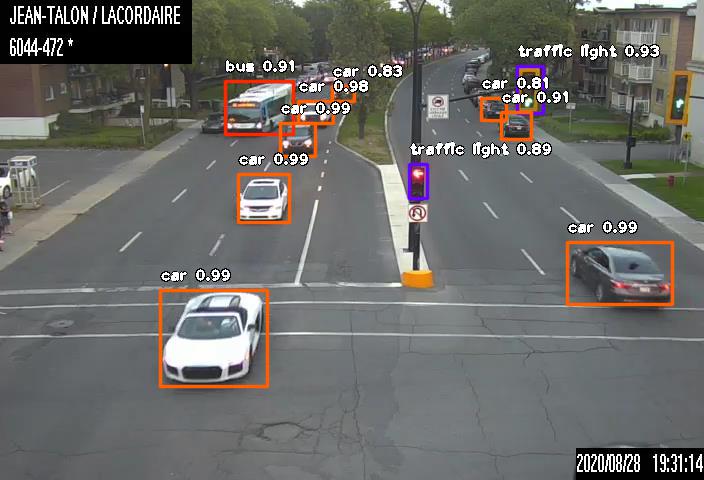 JEAN-TALON / LACORDAIRE
6044-472 *
traffic light 0.93
bus 0.91
car 0.83
car 0.98
car 0.81
car 0.99
car 0.91
traffic light 0.89
car 0.99
car 0.99
car 0.99
2020/08/28 19:31:14